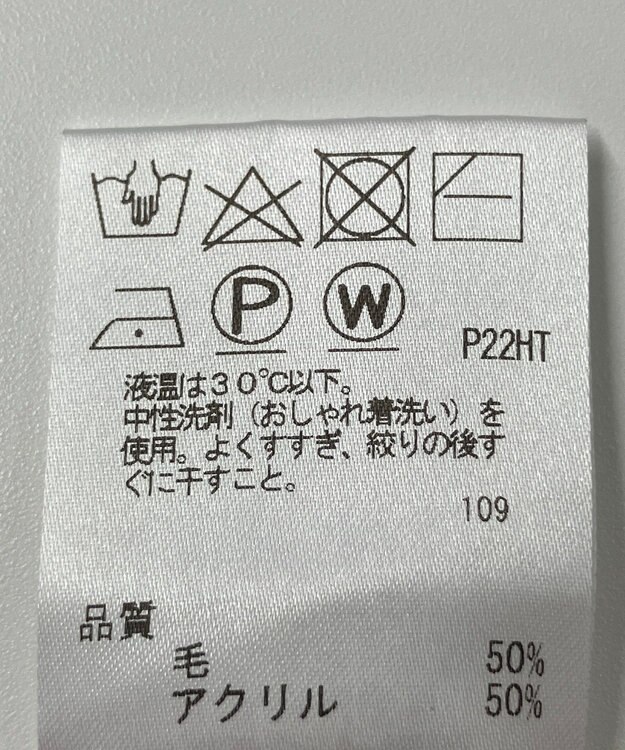 P W P22HT
液温は30℃以下。
中性洗剤（おしゃれ着洗い）を
使用。よくすすぎ、絞りの後す
ぐに干すこと。
109
品質
毛 50%
アクリル 50%